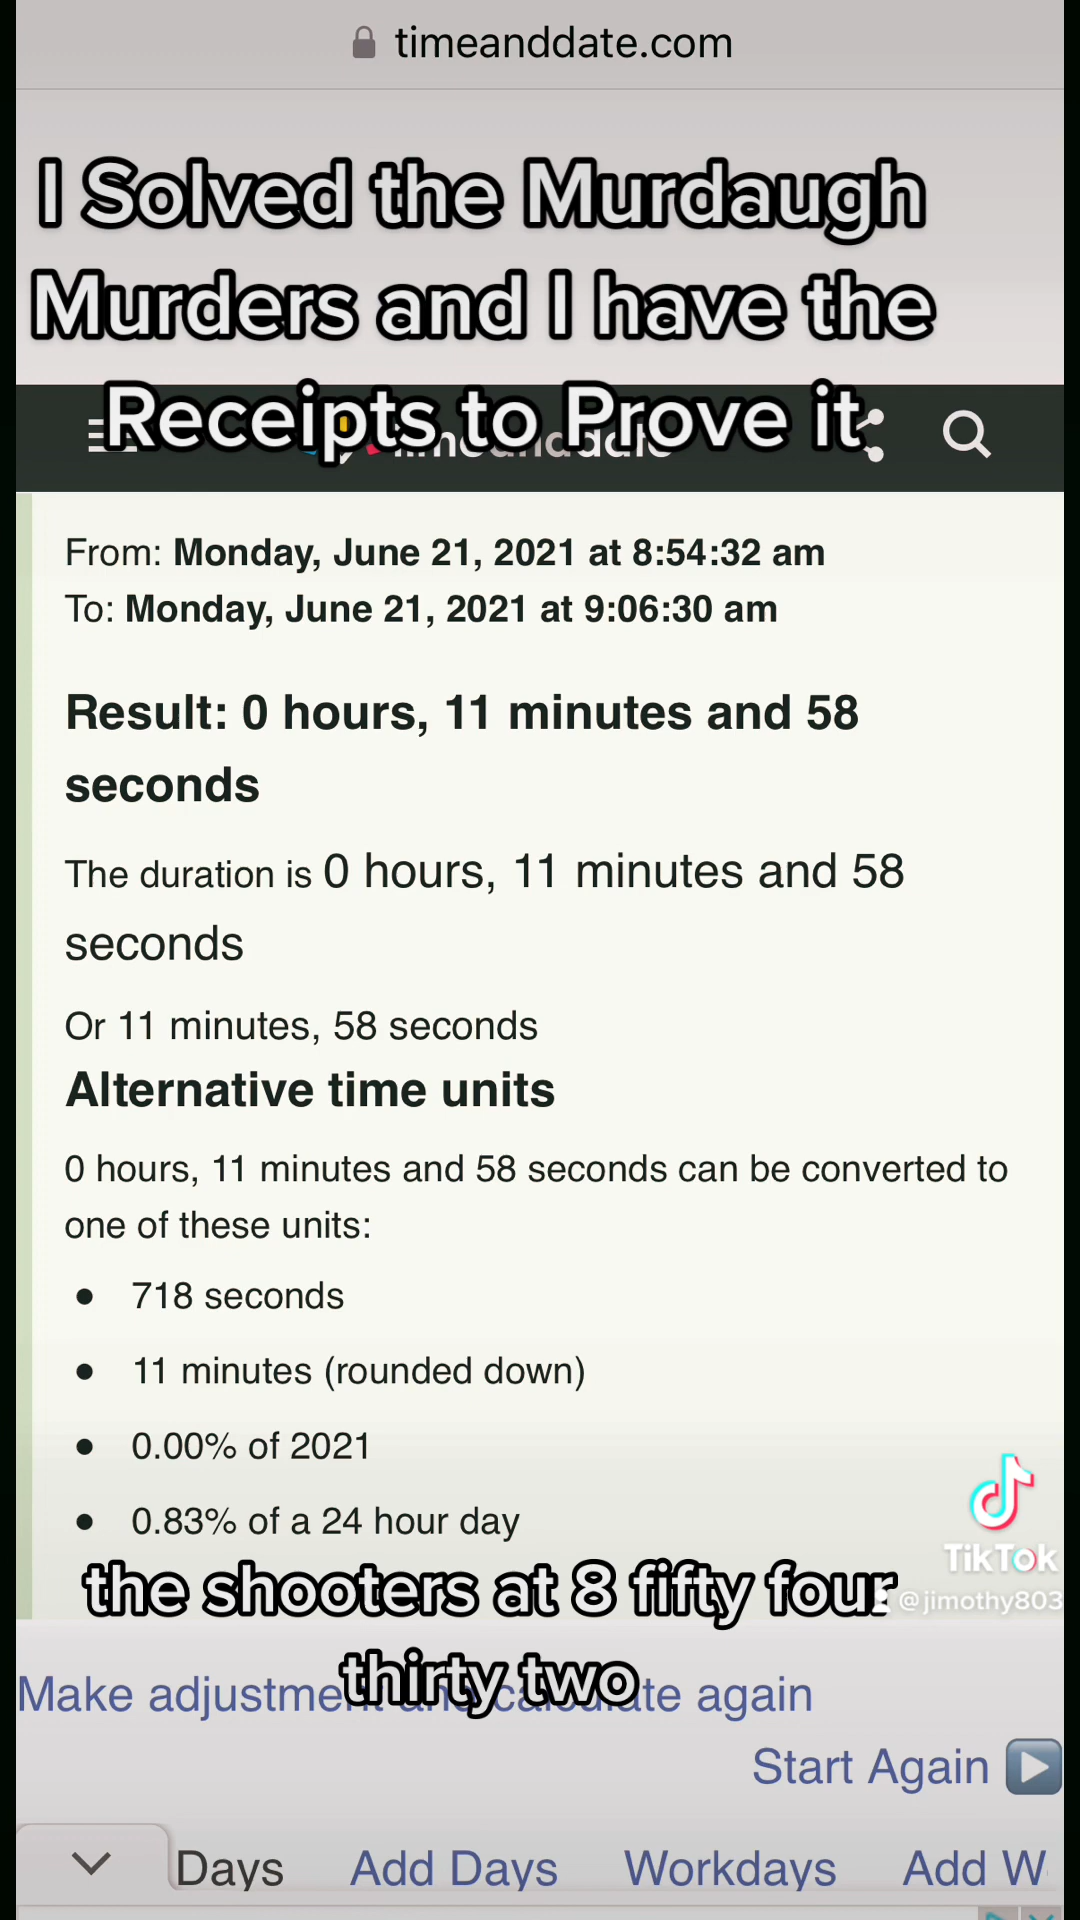 timeanddate.com
I Solved the Murdaugh
Murders and I have the
Receipts to Prove it
From: Monday, June 21, 2021 at 8:54:32 am
To: Monday, June 21, 2021 at 9:06:30 am
Result: 0 hours, 11 minutes and 58
seconds
The duration is 0 hours, 11 minutes and 58
seconds
Or 11 minutes, 58 seconds
Alternative time units
0 hours, 11 minutes and 58 seconds can be converted to
one of these units:
• 718 seconds
• 11 minutes (rounded down)
• 0.00% of 2021
• 0.83% of a 24 hour day
TikTok
@jimothy803
the shooters at 8 fifty four
thirty two
Make adjustment and calculate again
Start Again
Days Add Days Workdays Add W